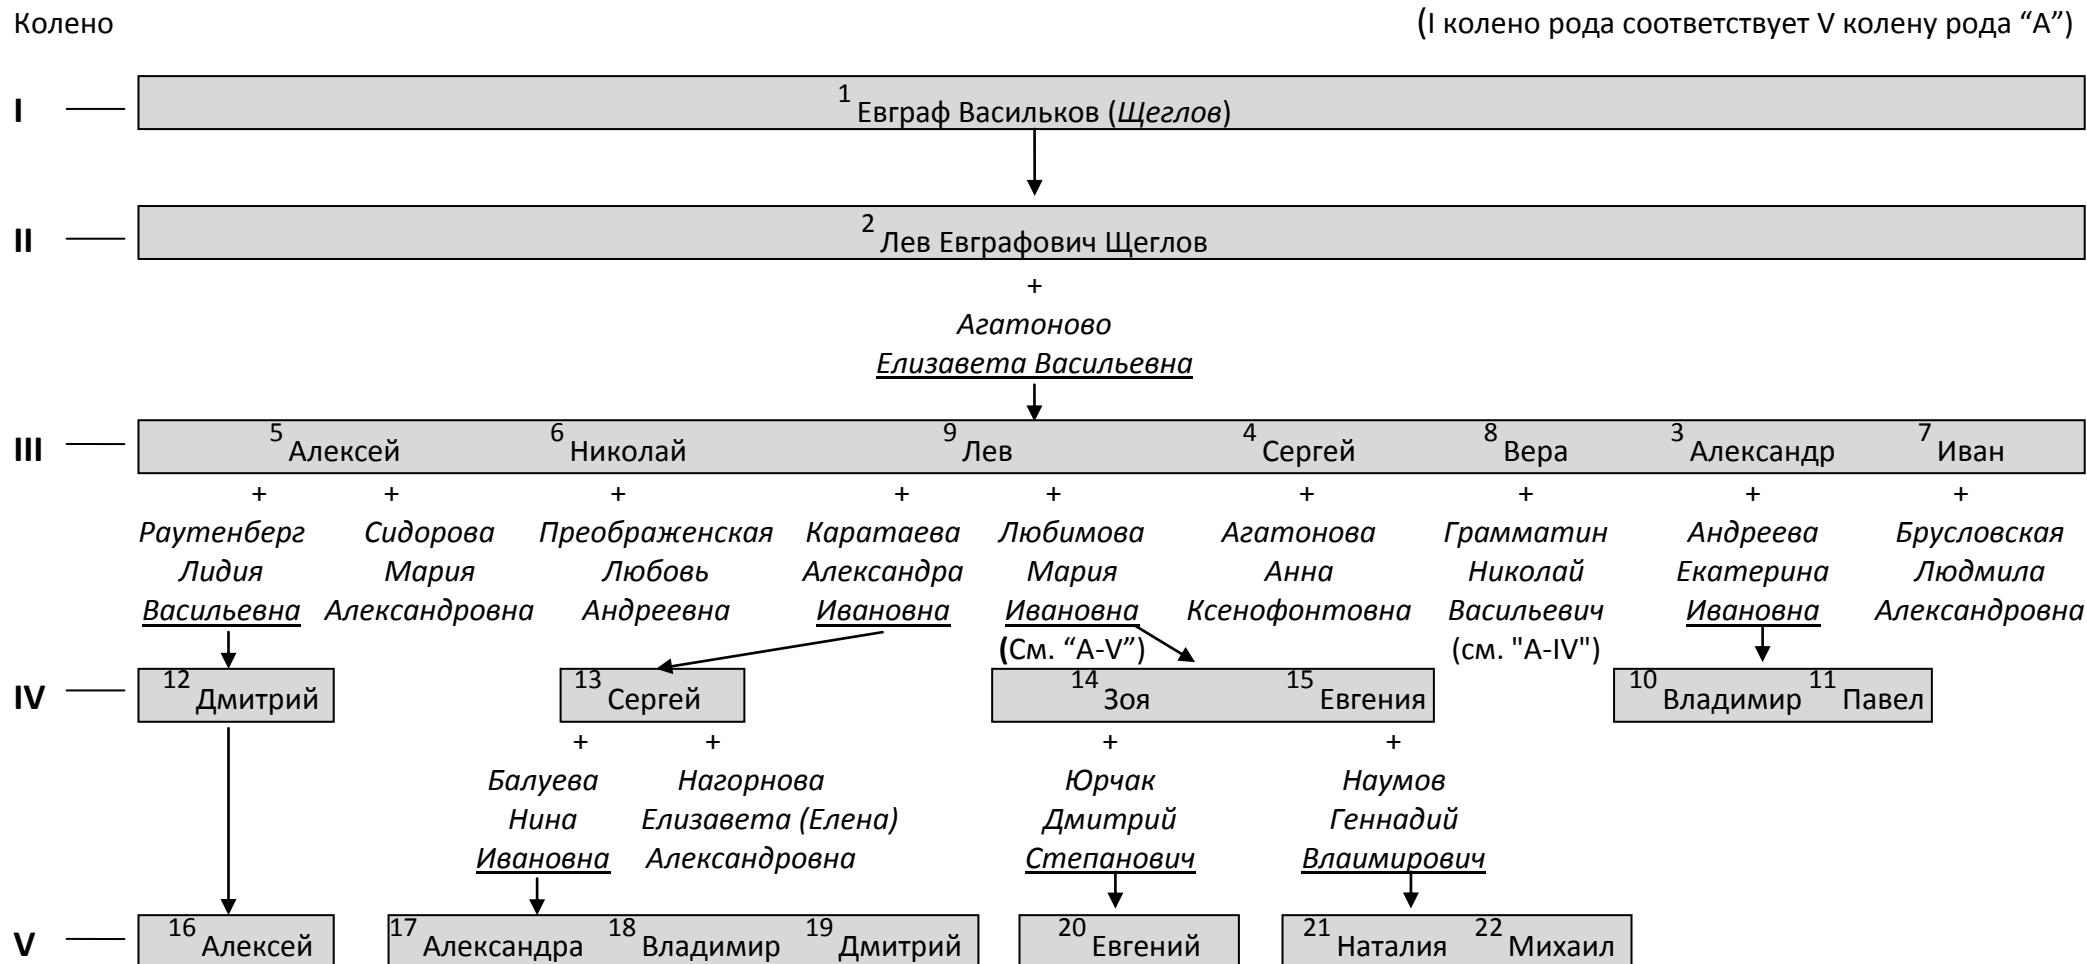 Колено (I колено рода соответствует V колену рода “А”)
I 1 Евграф Васильков (Щеглов)
II 2 Лев Евграфович Щеглов
+
Агатоново
Елизавета Васильевна
III 5 Алексей 6 Николай 9 Лев 4 Сергей 8 Вера 3 Александр 7 Иван
+ + + + + + + + +
Раутенберг Сидорова Преображенская Каратаева Любимова Агатонова Грамматин Андреева Брусловская
Лидия Мария Любовь Александра Мария Анна Николай Екатерина Людмила
Васильевна Александровна Андреевна Ивановна Ивановна Ксенофонтовна Васильевич Ивановна Александровна
(См. “А-V”) (см. "А-IV")
IV 12 Дмитрий 13 Сергей 14 Зоя 15 Евгения 10 Владимир 11 Павел
+ + + +
Балуева Нагорнова Юрчак Наумов
Нина Елизавета (Елена) Дмитрий Геннадий
Ивановна Александровна Степанович Влаимирович
V 16 Алексей 17 Александра 18 Владимир 19 Дмитрий 20 Евгений 21 Наталия 22 Михаил